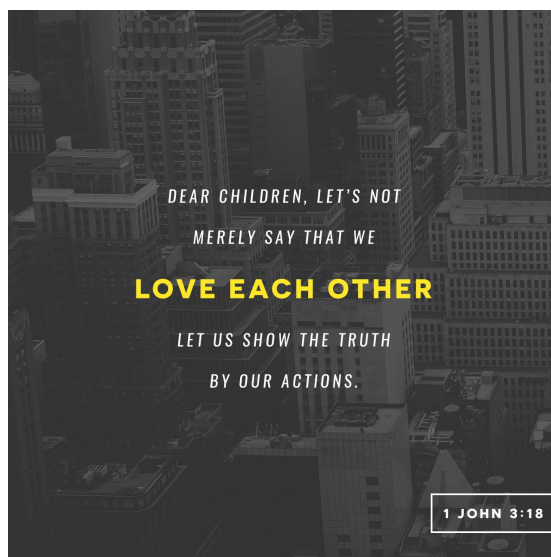 DEAR CHILDREN, LET'S NOT
MERELY SAY THAT WE
LOVE EACH OTHER
LET US SHOW THE TRUTH
BY OUR ACTIONS.
1 JOHN 3:18